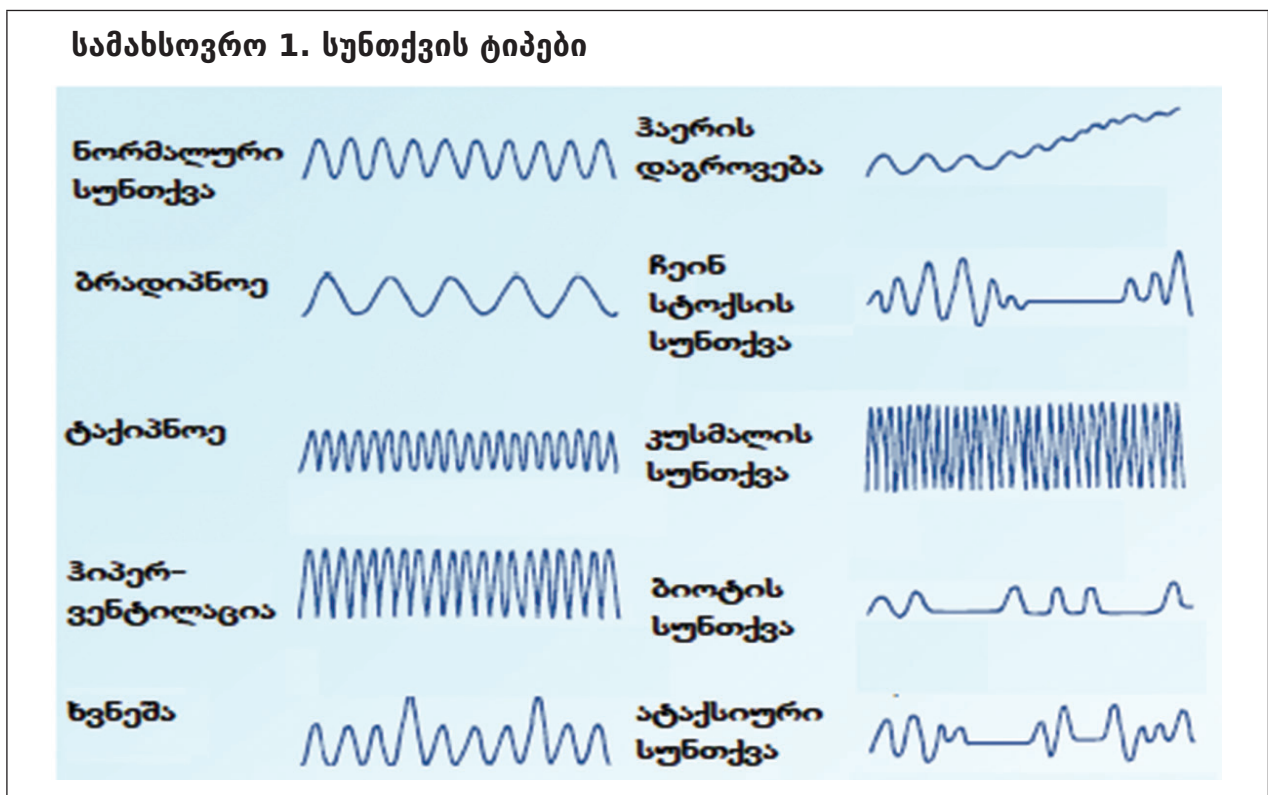 სამახსოვრო 1. სუნთქვის ტიპები
ნორმალური
სუნთქვა
ჰაერის
დაგროვება
ბრადიპნოე
ჩეინ
სტოქსის
სუნთქვა
ტაქიპნოე
კუსმალის
სუნთქვა
ჰიპერ-
ვენტილაცია
ბიოტის
სუნთქვა
ხვნეშა
ატაქსიური
სუნთქვა